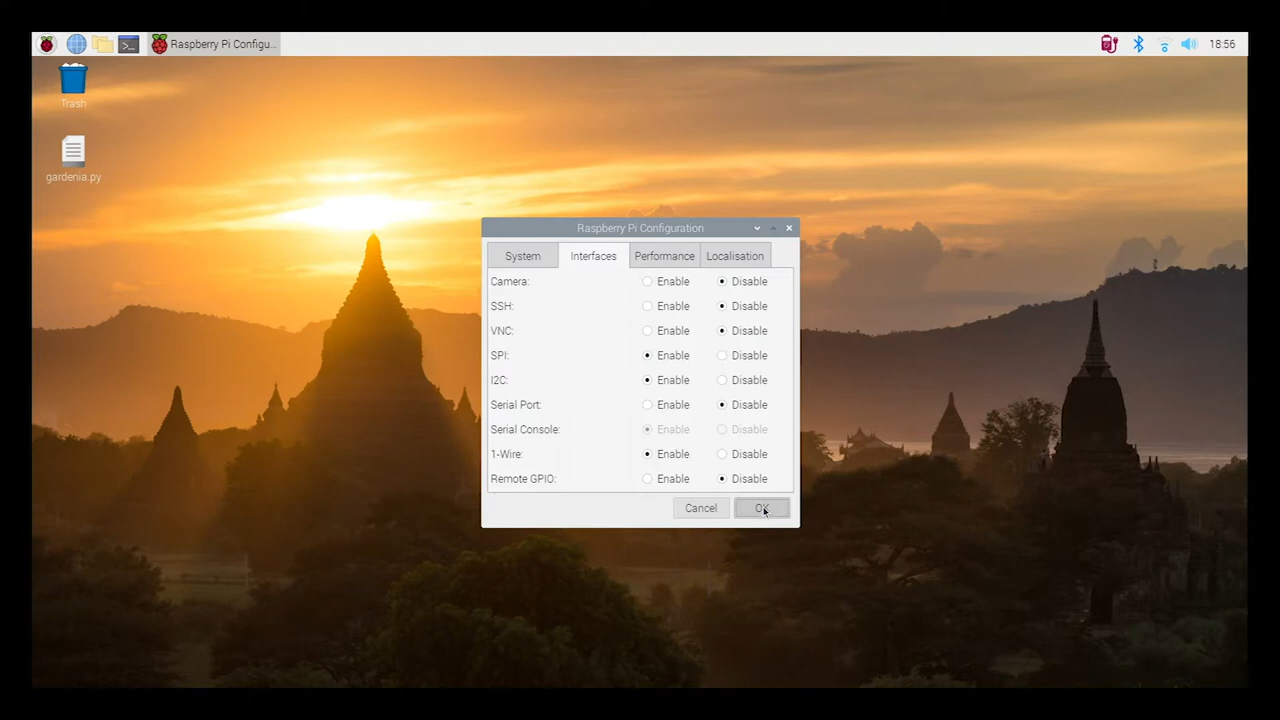 Raspberry Pi Configu...
18:56
Trash
gardenia.py
Raspberry Pi Configuration
System Interfaces Performance Localisation
Camera: Enable Disable
SSH: Enable Disable
VNC: Enable Disable
SPI: Enable Disable
I2C: Enable Disable
Serial Port: Enable Disable
Serial Console: Enable Disable
1-Wire: Enable Disable
Remote GPIO: Enable Disable
Cancel OK